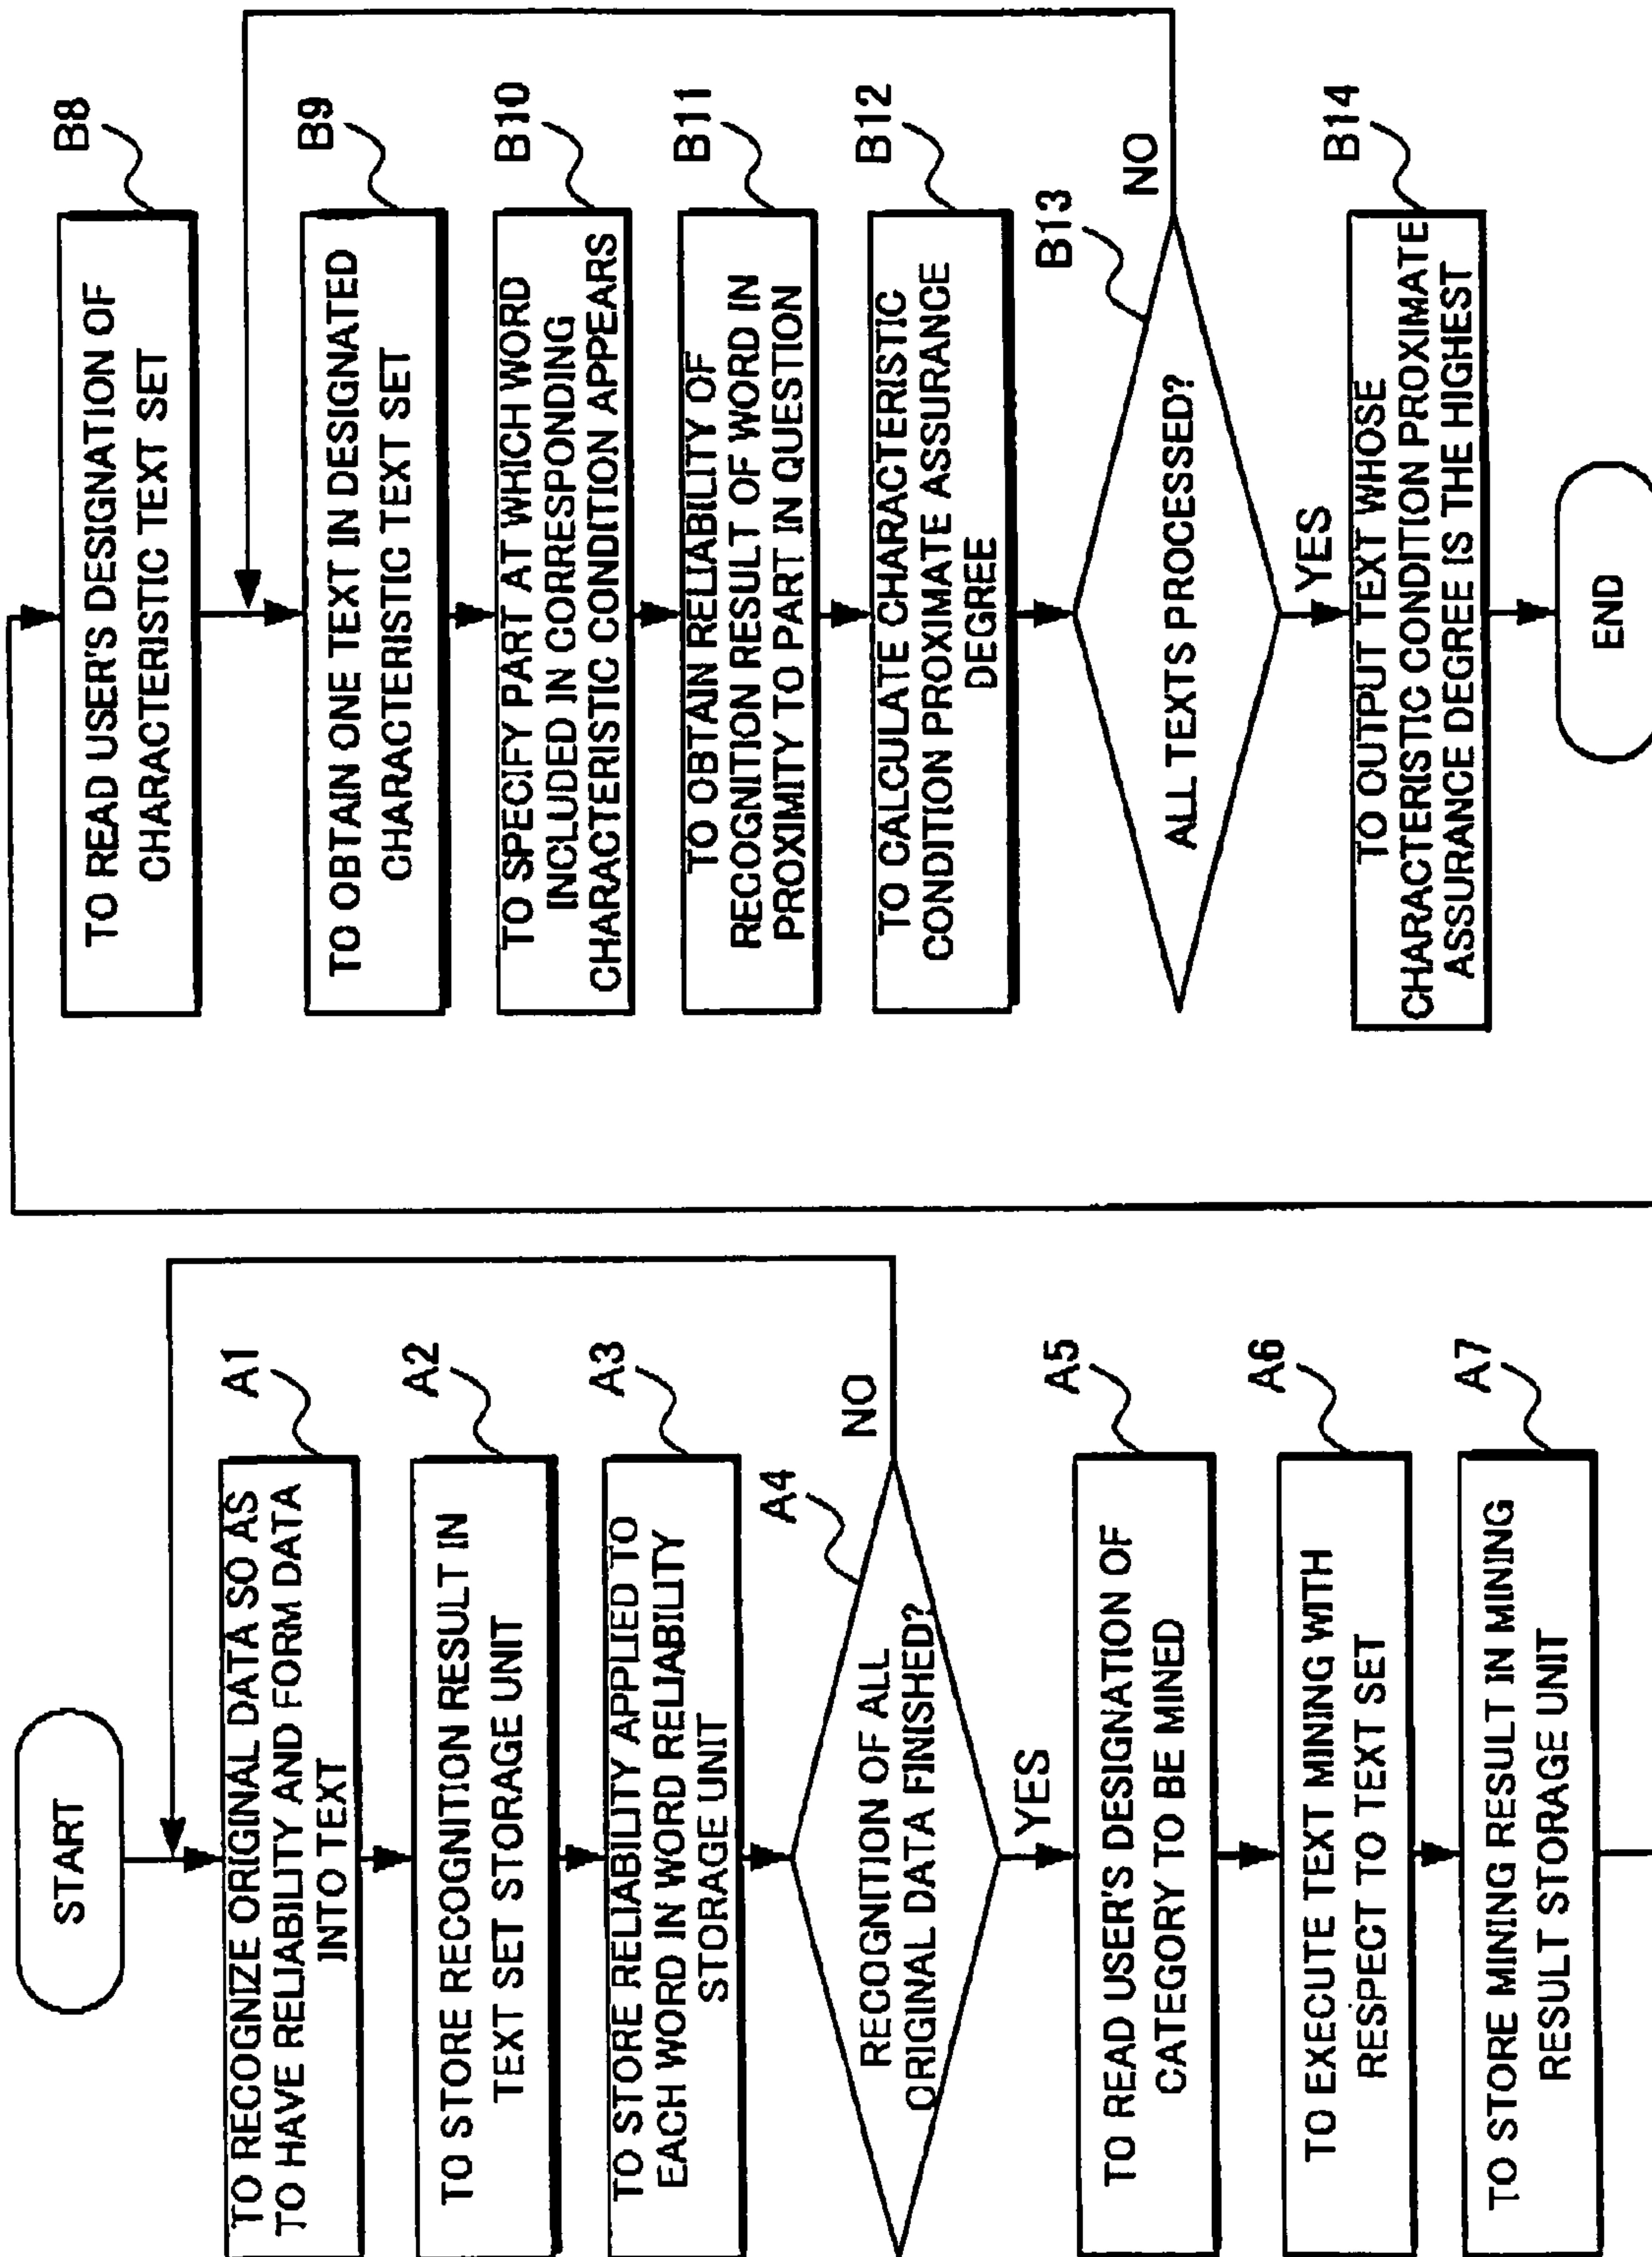 START
TO RECOGNIZE ORIGINAL DATA SO AS
TO HAVE RELIABILITY AND FORM DATA
INTO TEXT
A1
TO STORE RECOGNITION RESULT IN
TEXT SET STORAGE UNIT
A2
TO STORE RELIABILITY APPLIED TO
EACH WORD IN WORD RELIABILITY
STORAGE UNIT
A3
RECOGNITION OF ALL
ORIGINAL DATA FINISHED?
A4
NO
YES
TO READ USER'S DESIGNATION OF
CATEGORY TO BE MINED
A5
TO EXECUTE TEXT MINING WITH
RESPECT TO TEXT SET
A6
TO STORE MINING RESULT IN MINING
RESULT STORAGE UNIT
A7
TO READ USER'S DESIGNATION OF
CHARACTERISTIC TEXT SET
B8
TO OBTAIN ONE TEXT IN DESIGNATED
CHARACTERISTIC TEXT SET
B9
TO SPECIFY PART AT WHICH WORD
INCLUDED IN CORRESPONDING
CHARACTERISTIC CONDITION APPEARS
B10
TO OBTAIN RELIABILITY OF
RECOGNITION RESULT OF WORD IN
PROXIMITY TO PART IN QUESTION
B11
TO CALCULATE CHARACTERISTIC
CONDITION PROXIMATE ASSURANCE
DEGREE
B12
ALL TEXTS PROCESSED?
B13
NO
YES
TO OUTPUT TEXT WHOSE
CHARACTERISTIC CONDITION PROXIMATE
ASSURANCE DEGREE IS THE HIGHEST
B14
END